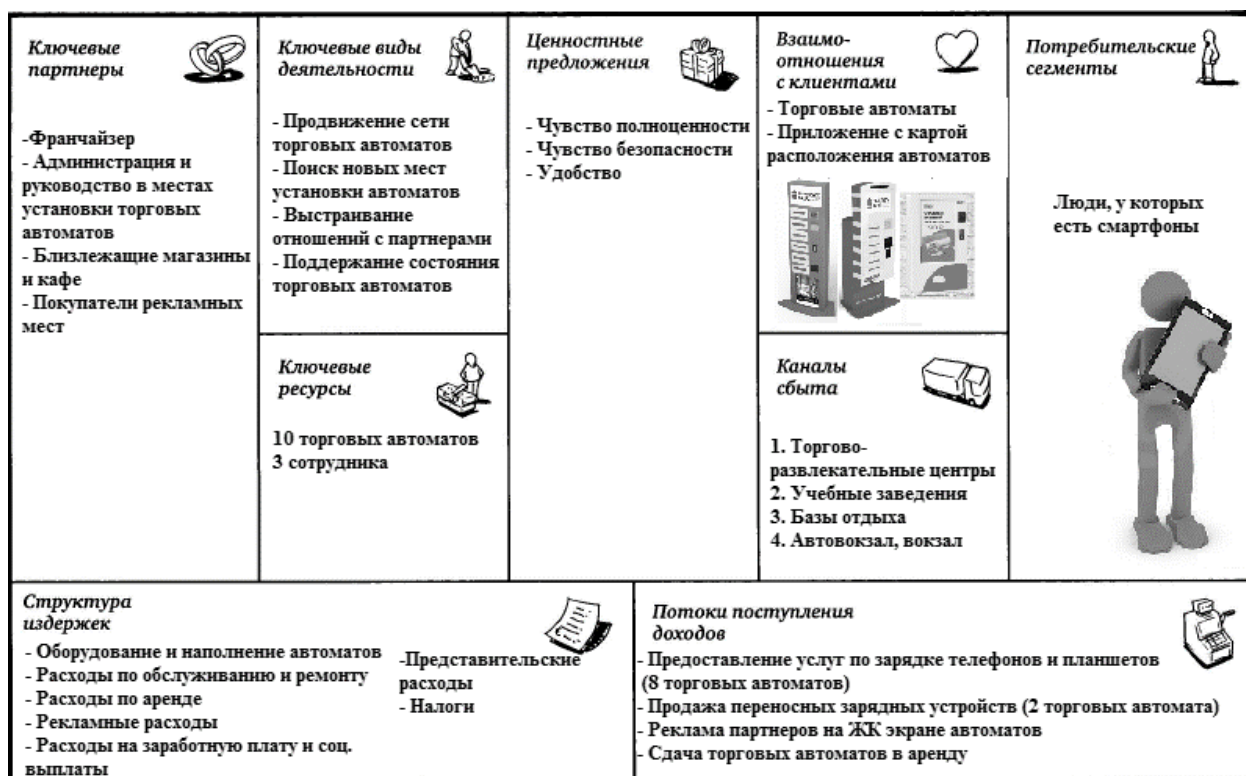 Ключевые
партнеры
-Франчайзер
- Администрация и
руководство в местах
установки торговых
автоматов
- Близлежащие магазины
и кафе
- Покупатели рекламных
мест
Ключевые виды
деятельности
- Продвижение сети
торговых автоматов
- Поиск новых мест
установки автоматов
- Выстраивание
отношений с партнерами
- Поддержание состояния
торговых автоматов
Ключевые
ресурсы
10 торговых автоматов
3 сотрудника
Ценностные
предложения
- Чувство полноценности
- Чувство безопасности
- Удобство
Взаимо-
отношения
с клиентами
- Торговые автоматы
- Приложение с картой
расположения автоматов
Каналы
сбыта
1. Торгово-
развлекательные центры
2. Учебные заведения
3. Базы отдыха
4. Автовокзал, вокзал
Потребительские
сегменты
Люди, у которых
есть смартфоны
Структура
издержек
- Оборудование и наполнение автоматов
- Расходы по обслуживанию и ремонту
- Расходы по аренде
- Рекламные расходы
- Расходы на заработную плату и соц.
выплаты
-Представительские
расходы
- Налоги
Потоки поступления
доходов
- Предоставление услуг по зарядке телефонов и планшетов
(8 торговых автоматов)
- Продажа переносных зарядных устройств (2 торговых автомата)
- Реклама партнеров на ЖК экране автоматов
- Сдача торговых автоматов в аренду